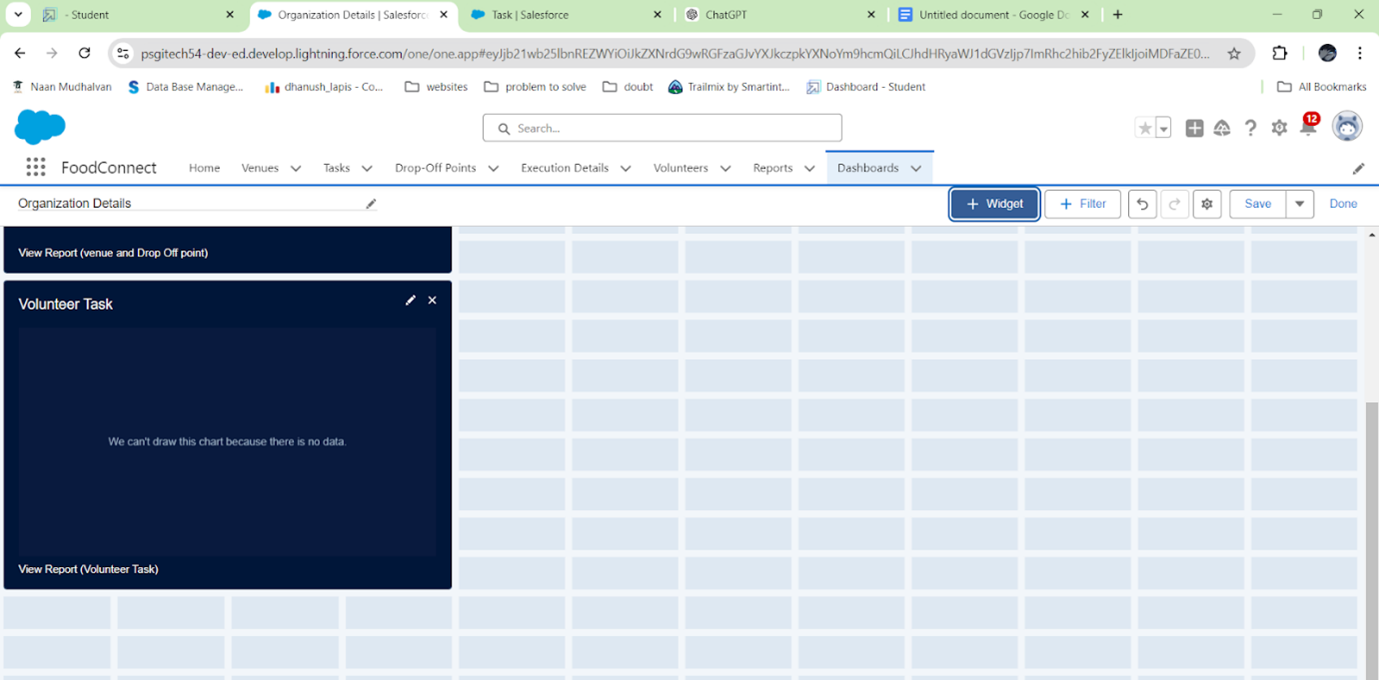 - Student
Organization Details | Salesforc
Task | Salesforce
ChatGPT
Untitled document - Google Do
psgitech54-dev-ed.develop.lightning.force.com/one/one.app#eyJjb21wb25lbnREZWYiOiJkZXNrdG9wRGFzaGJvYXJkczpkYXNoYm9hcmQiLCJhdHRyaWJ1dGVzIjp7ImRhc2hib2FyZElkIjoiMDFaZE0...
Naan Mudhalvan
Data Base Manage...
dhanush_lapis - Co...
websites
problem to solve
doubt
Trailmix by Smartint...
Dashboard - Student
All Bookmarks
Search...
12
FoodConnect
Home
Venues
Tasks
Drop-Off Points
Execution Details
Volunteers
Reports
Dashboards
Organization Details
+ Widget
+ Filter
Save
Done
View Report (venue and Drop Off point)
Volunteer Task
We can't draw this chart because there is no data.
View Report (Volunteer Task)